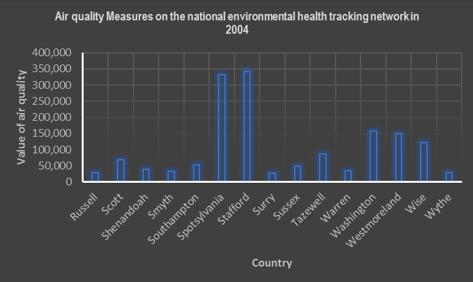 Air quality Measures on the national environmental health tracking network in
2004
Value of air quality
400,000
350,000
300,000
250,000
200,000
150,000
100,000
50,000
0
Russell
Scott
Shenandoah
Smyth
Southampton
Spotsylvania
Stafford
Surry
Sussex
Tazewell
Warren
Washington
Westmoreland
Wise
Wythe
Country